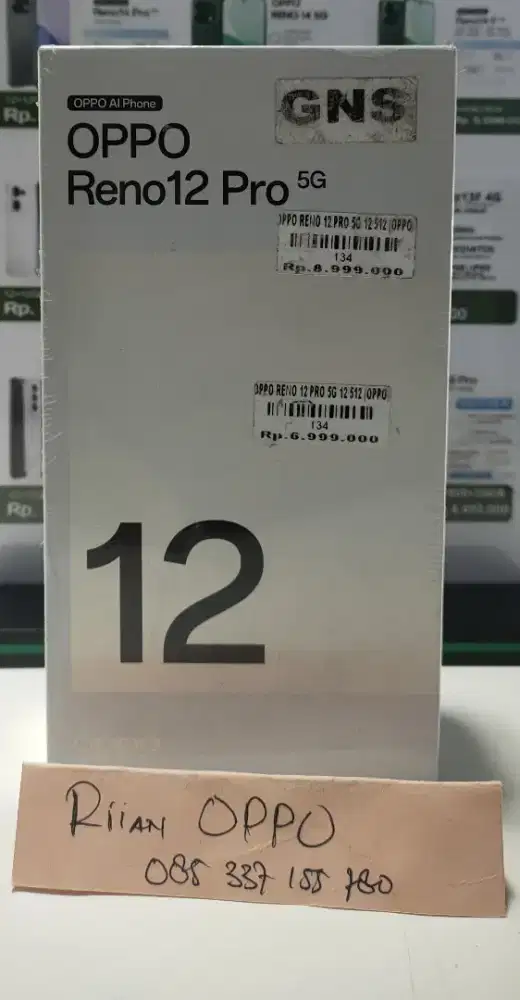 OPPO AI Phone
OPPO
Reno12 Pro 5G
GNS
OPPO RENO 12 PRO 5G 12 512 (OPPO
134
Rp.8.999.000
OPPO RENO 12 PRO 5G 12 512 (OPPO
134
Rp.6.999.000
12
Riian OPPO
085 337 155 780